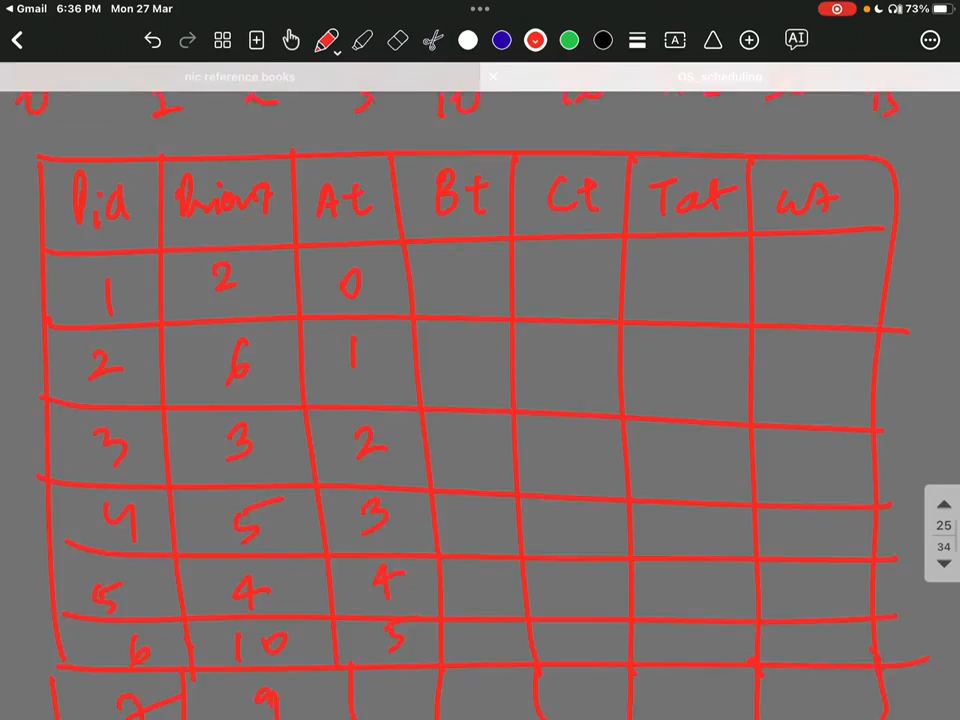 Gmail 6:36 PM Mon 27 Mar 73%
A AI
nic reference books OS_scheduling
Pid Priort At Bt Ct Tat Wt
1 2 0
2 6 1
3 3 2
4 5 3
25
34
5 4 4
6 10 5
7 9